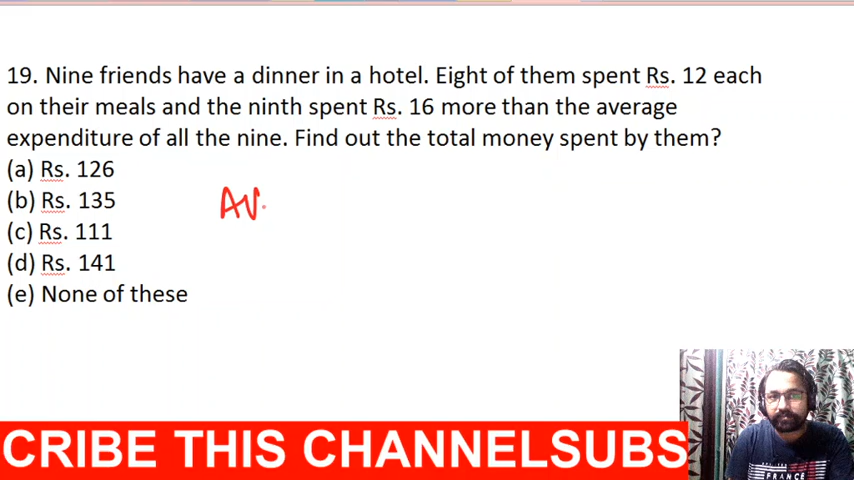 19. Nine friends have a dinner in a hotel. Eight of them spent Rs. 12 each
on their meals and the ninth spent Rs. 16 more than the average
expenditure of all the nine. Find out the total money spent by them?
(a) Rs. 126
(b) Rs. 135
(c) Rs. 111
(d) Rs. 141
(e) None of these
AV.
FRANCE
CRIBE THIS CHANNELSUBS